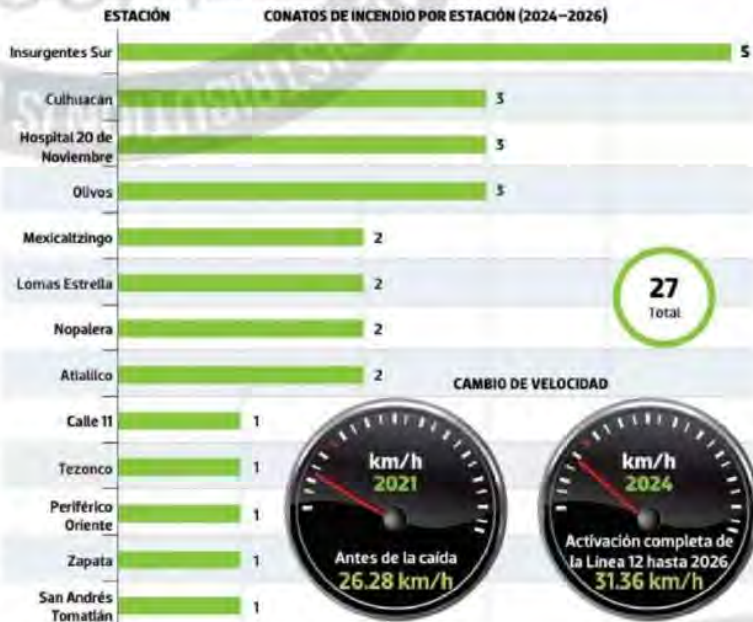 ESTACIÓN
CONATOS DE INCENDIO POR ESTACIÓN (2024–2026)
Insurgentes Sur 5
Culhuacán 3
Hospital 20 de
Noviembre 3
Olivos 3
Mexicaltzingo 2
Lomas Estrella 2
Nopalera 2
Atlalilco 2
27
Total
Calle 11 1
Tezonco 1
Periférico
Oriente 1
Zapata 1
San Andrés
Tomatlán 1
CAMBIO DE VELOCIDAD
km/h
2021
Antes de la caída
26.28 km/h
km/h
2024
Activación completa de
la Línea 12 hasta 2026
31.36 km/h